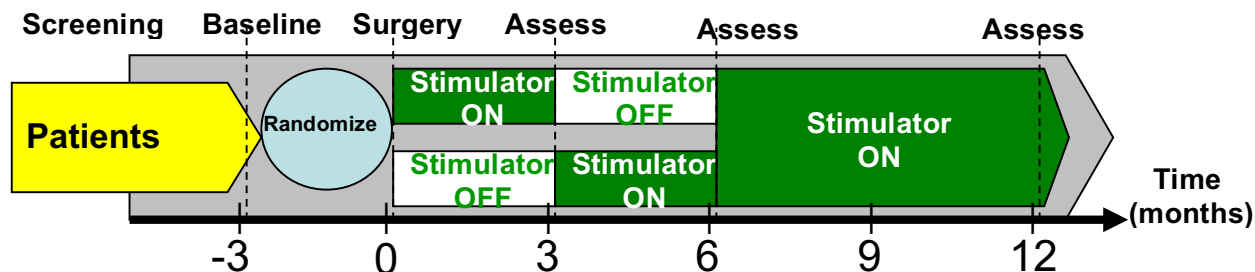 Screening Baseline Surgery Assess Assess Assess
Patients
Randomize
Stimulator
ON
Stimulator
OFF
Stimulator
OFF
Stimulator
ON
Stimulator
ON
Time
(months)
-3 0 3 6 9 12